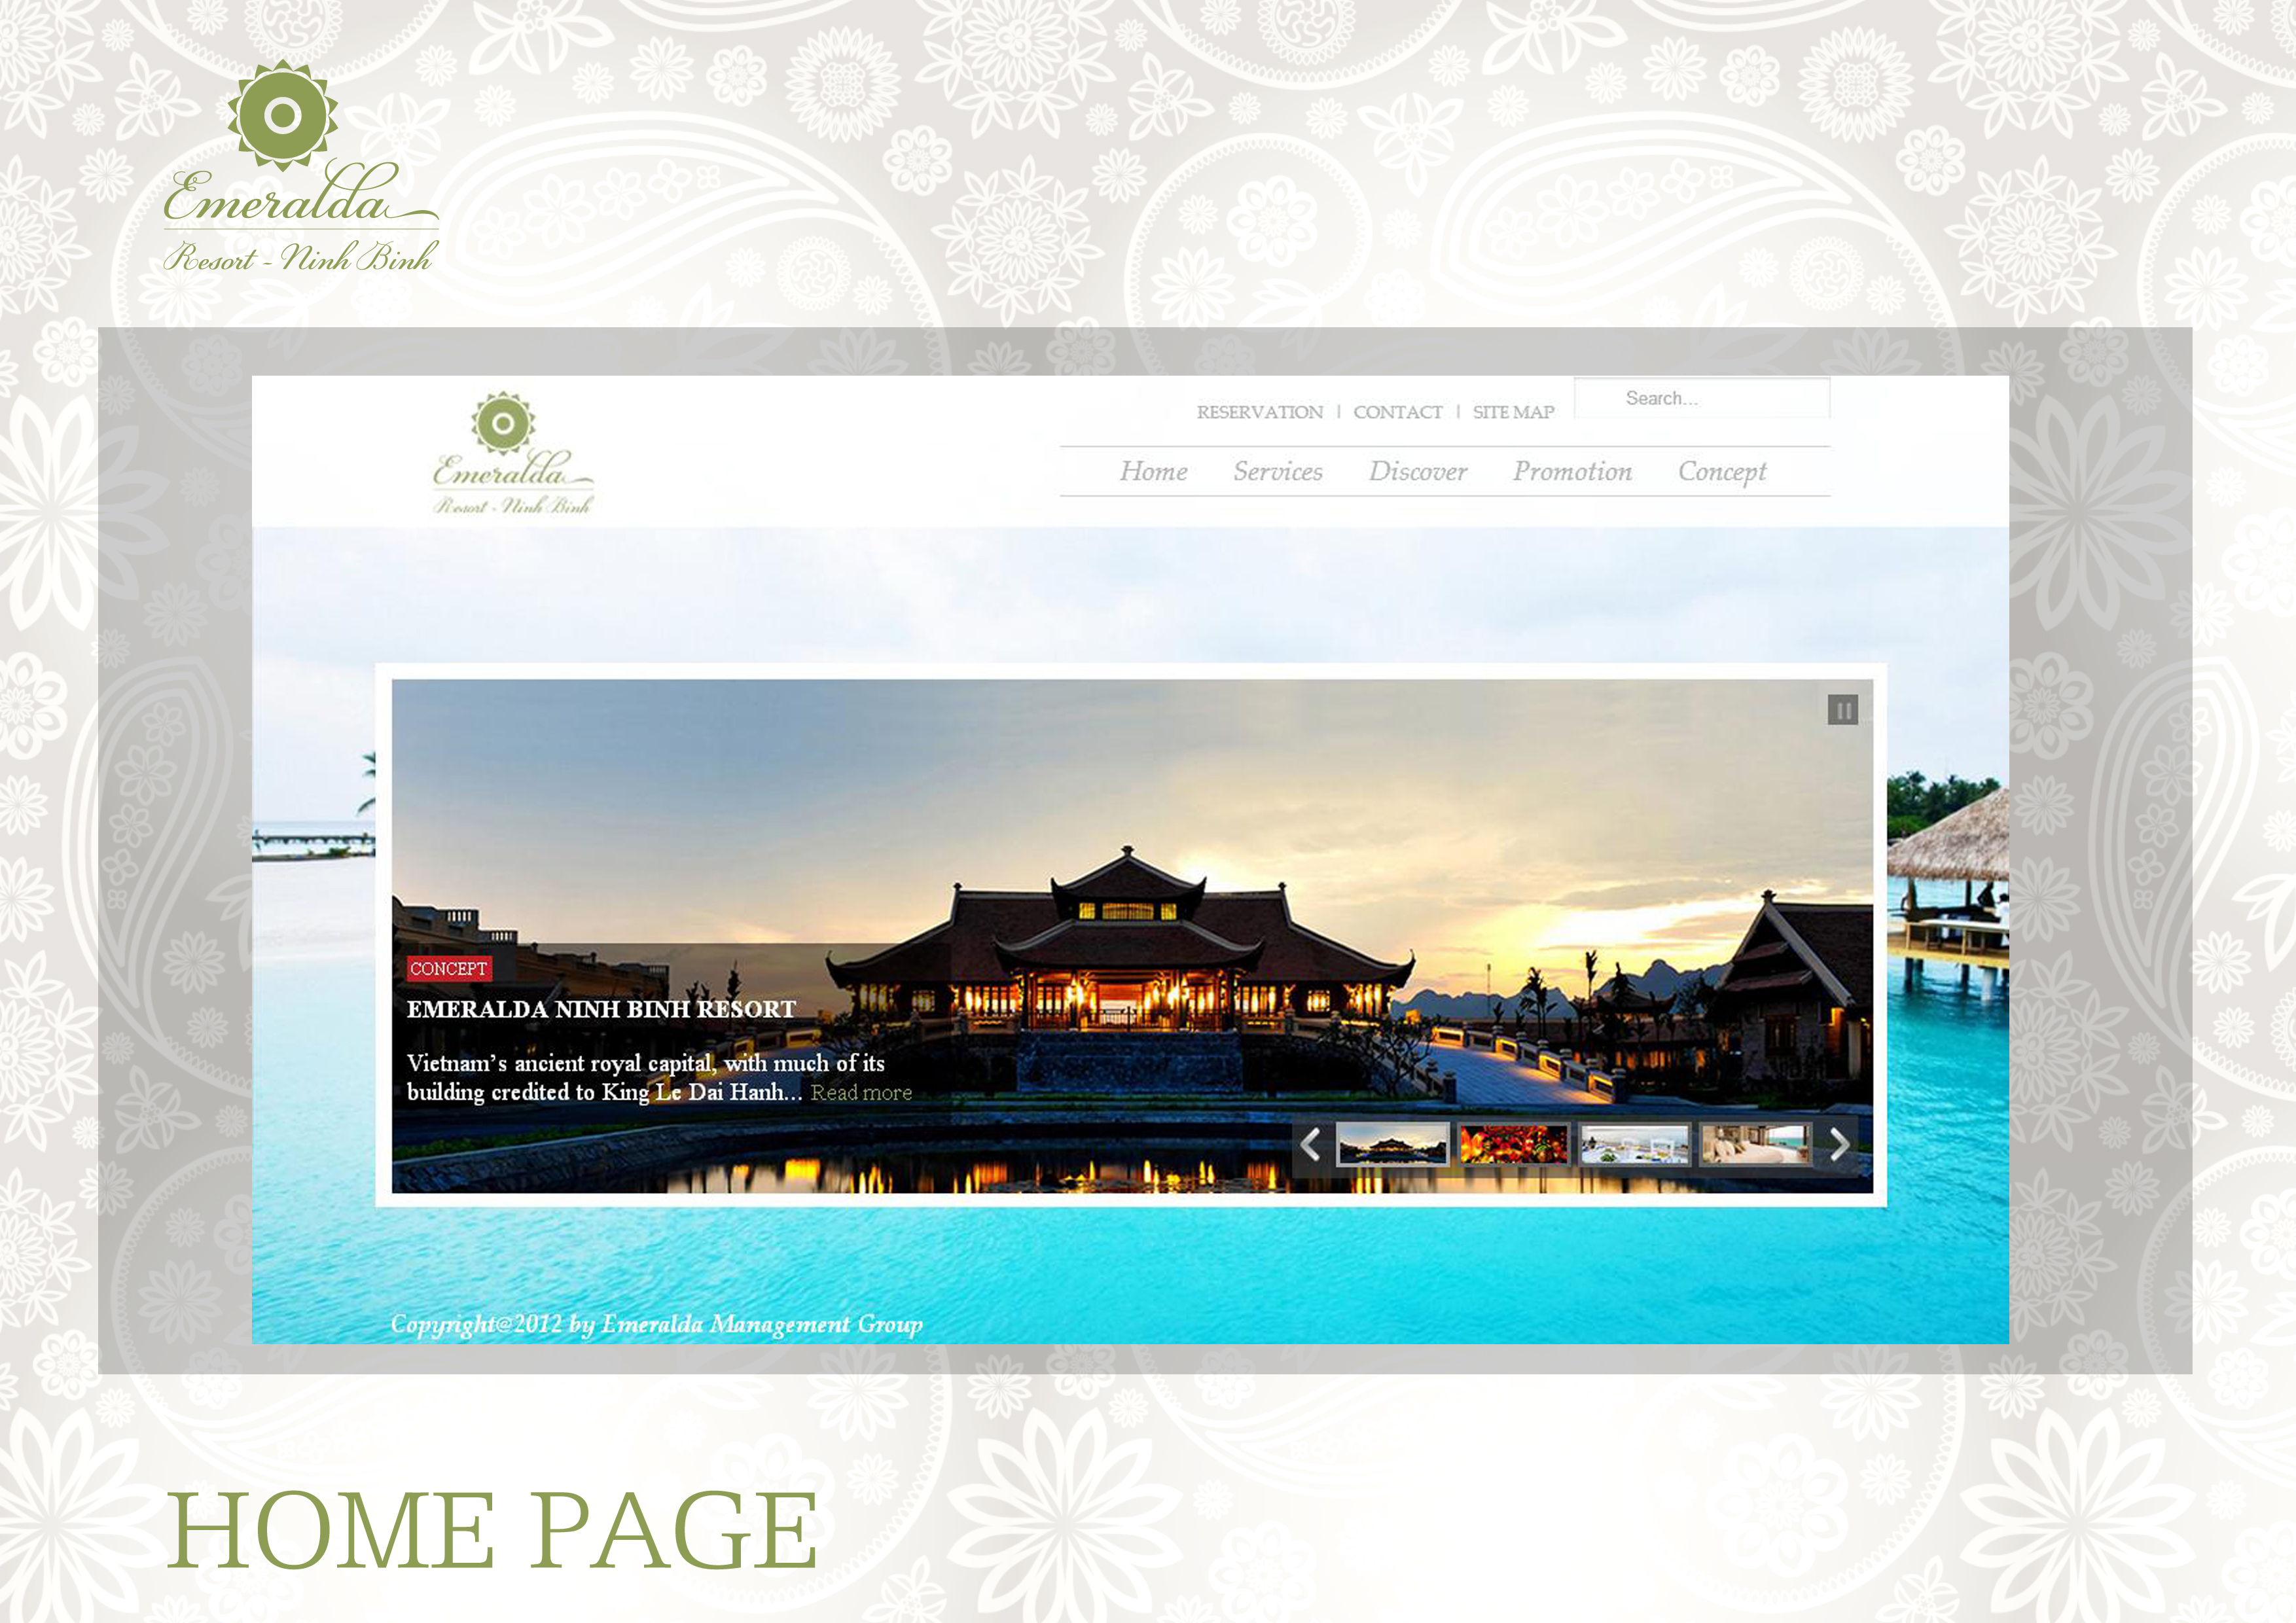 Emeralda
Resort - Ninh Binh
Emeralda
Resort - Ninh Binh
RESERVATION | CONTACT | SITE MAP
Search...
Home Services Discover Promotion Concept
CONCEPT
EMERALDA NINH BINH RESORT
Vietnam’s ancient royal capital, with much of its
building credited to King Le Dai Hanh... Read more
Copyright@2012 by Emeralda Management Group
HOME PAGE